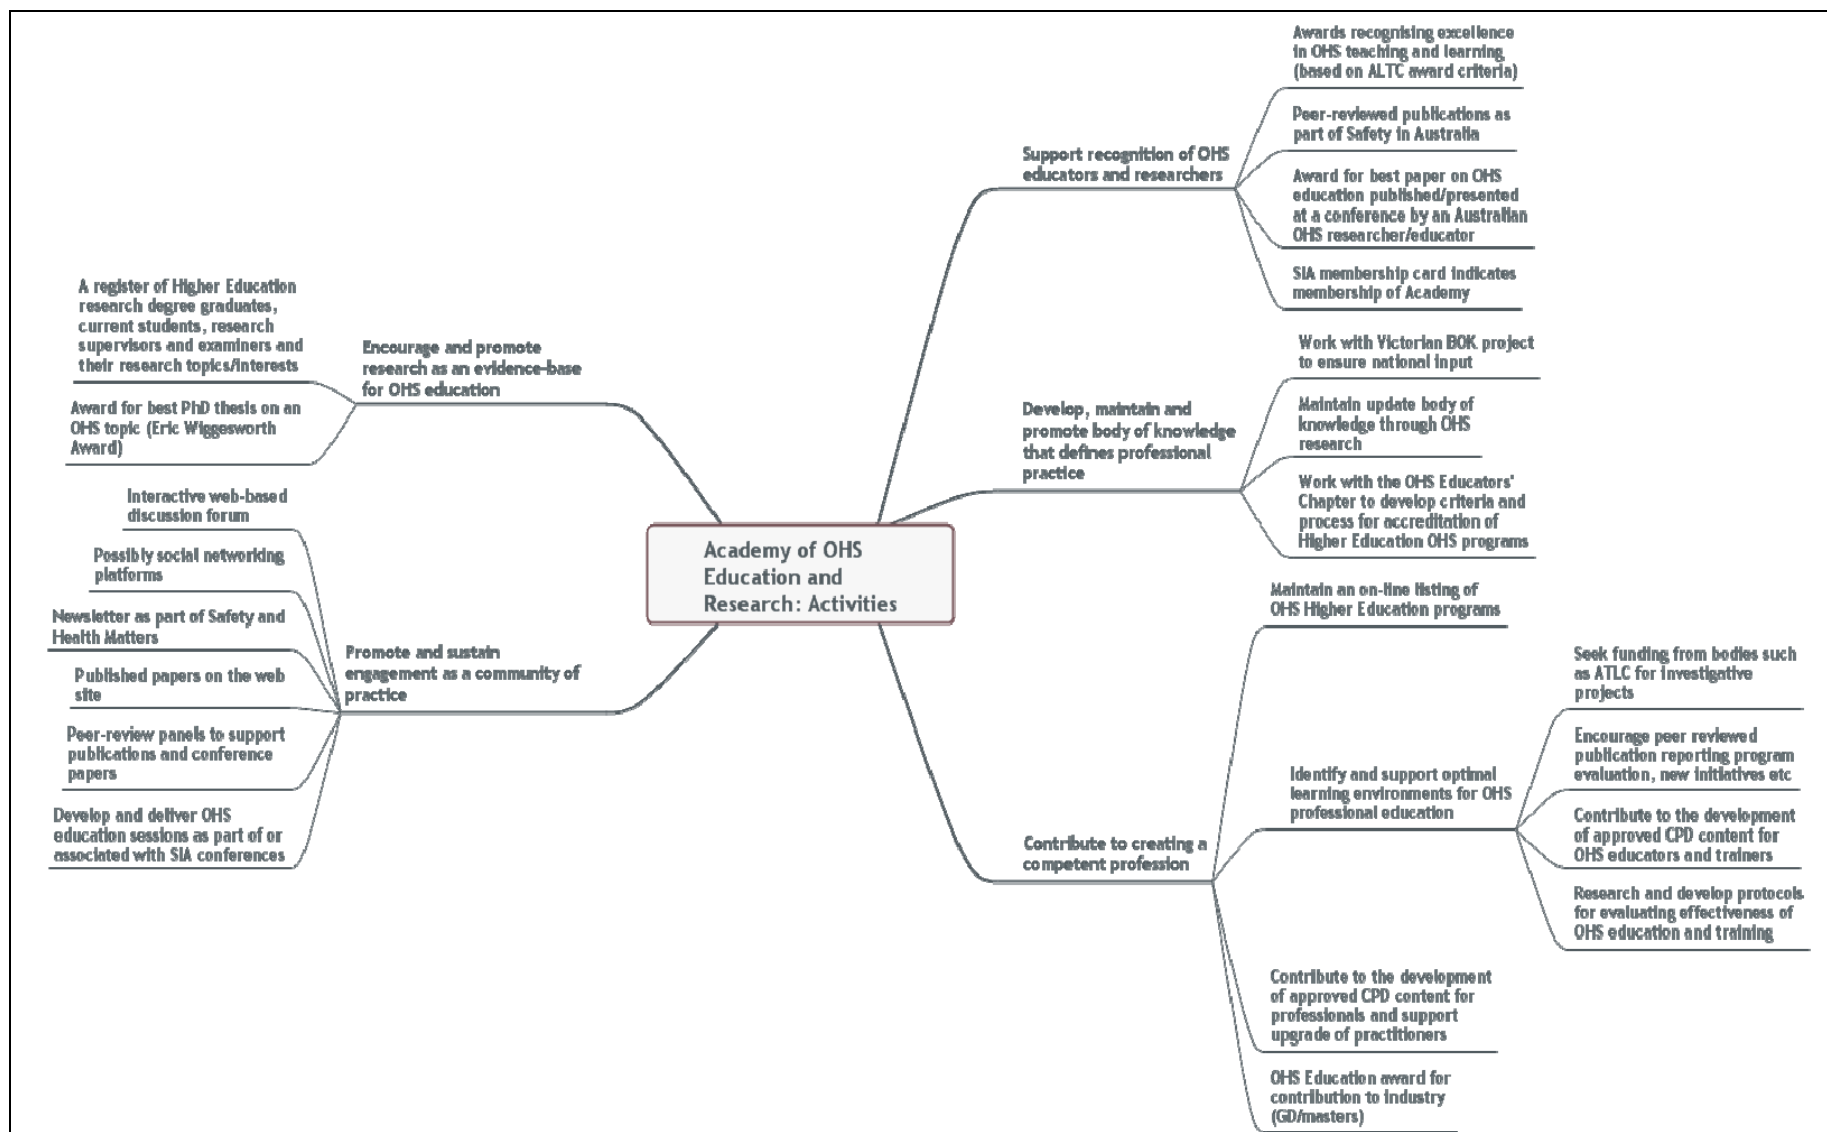 Academy of OHS
Education and
Research: Activities
Support recognition of OHS
educators and researchers
Awards recognising excellence
in OHS teaching and learning
(based on ALTC award criteria)
Peer-reviewed publications as
part of Safety in Australia
Award for best paper on OHS
education published/presented
at a conference by an Australian
OHS researcher/educator
SIA membership card indicates
membership of Academy
Develop, maintain and
promote body of knowledge
that defines professional
practice
Work with Victorian BOK project
to ensure national input
Maintain update body of
knowledge through OHS
research
Work with the OHS Educators'
Chapter to develop criteria and
process for accreditation of
Higher Education OHS programs
Contribute to creating a
competent profession
Maintain an on-line listing of
OHS Higher Education programs
Identify and support optimal
learning environments for OHS
professional education
Seek funding from bodies such
as ATLC for investigative
projects
Encourage peer reviewed
publication reporting program
evaluation, new initiatives etc
Contribute to the development
of approved CPD content for
OHS educators and trainers
Research and develop protocols
for evaluating effectiveness of
OHS education and training
Contribute to the development
of approved CPD content for
professionals and support
upgrade of practitioners
OHS Education award for
contribution to industry
(GD/masters)
Encourage and promote
research as an evidence-base
for OHS education
A register of Higher Education
research degree graduates,
current students, research
supervisors and examiners and
their research topics/interests
Award for best PhD thesis on an
OHS topic (Eric Wiggesworth
Award)
Promote and sustain
engagement as a community of
practice
Interactive web-based
discussion forum
Possibly social networking
platforms
Newsletter as part of Safety and
Health Matters
Published papers on the web
site
Peer-review panels to support
publications and conference
papers
Develop and deliver OHS
education sessions as part of or
associated with SIA conferences